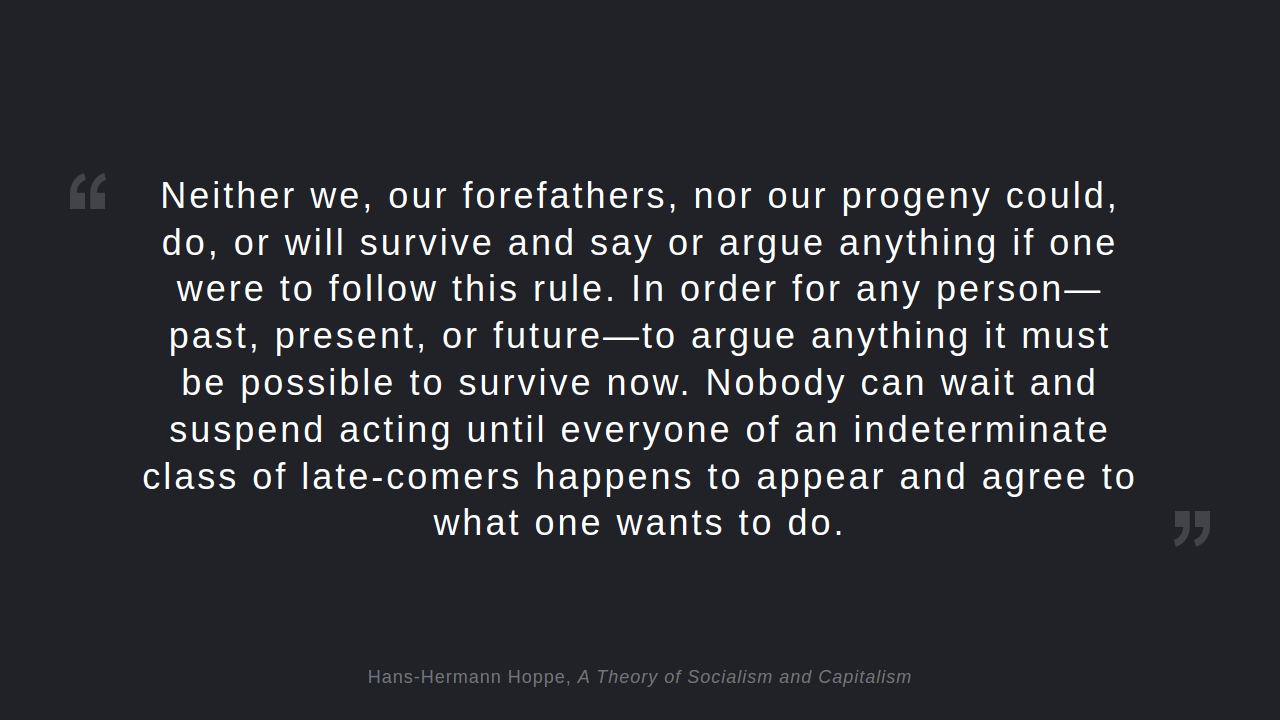 “
Neither we, our forefathers, nor our progeny could,
do, or will survive and say or argue anything if one
were to follow this rule. In order for any person—
past, present, or future—to argue anything it must
be possible to survive now. Nobody can wait and
suspend acting until everyone of an indeterminate
class of late-comers happens to appear and agree to
what one wants to do.
”
Hans-Hermann Hoppe, A Theory of Socialism and Capitalism